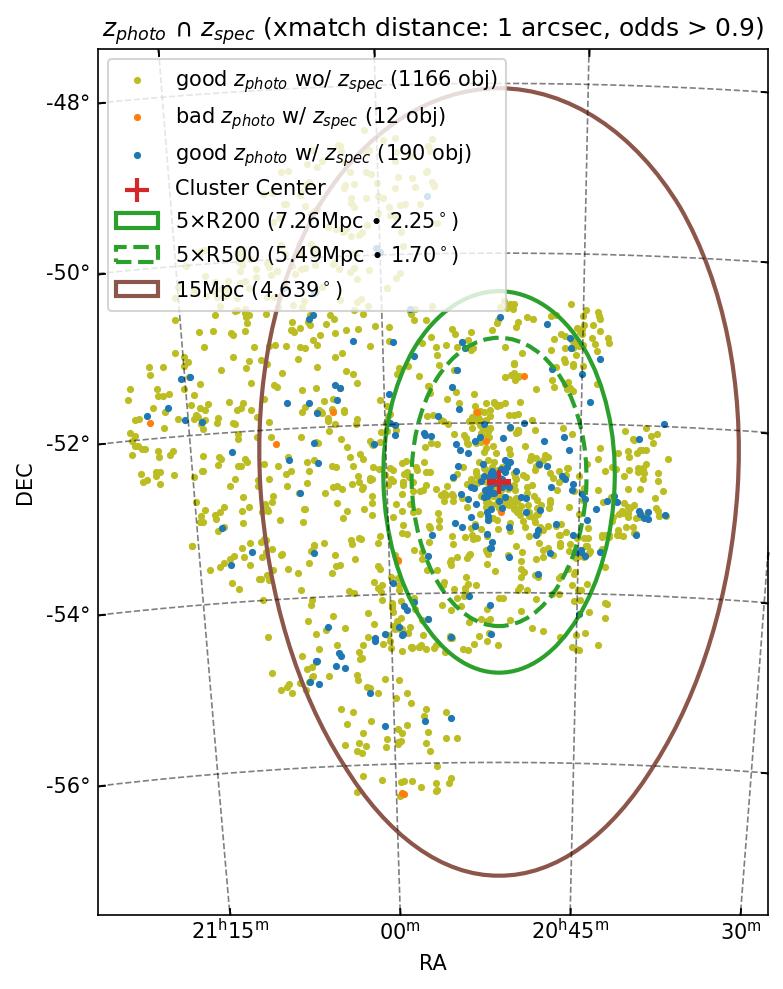 z_photo ∩ z_spec (xmatch distance: 1 arcsec, odds > 0.9)
good z_photo wo/ z_spec (1166 obj)
bad z_photo w/ z_spec (12 obj)
good z_photo w/ z_spec (190 obj)
Cluster Center
5×R200 (7.26Mpc • 2.25°)
5×R500 (5.49Mpc • 1.70°)
15Mpc (4.639°)
-48°
-50°
-52°
-54°
-56°
DEC
21h15m 00m 20h45m 30m
RA